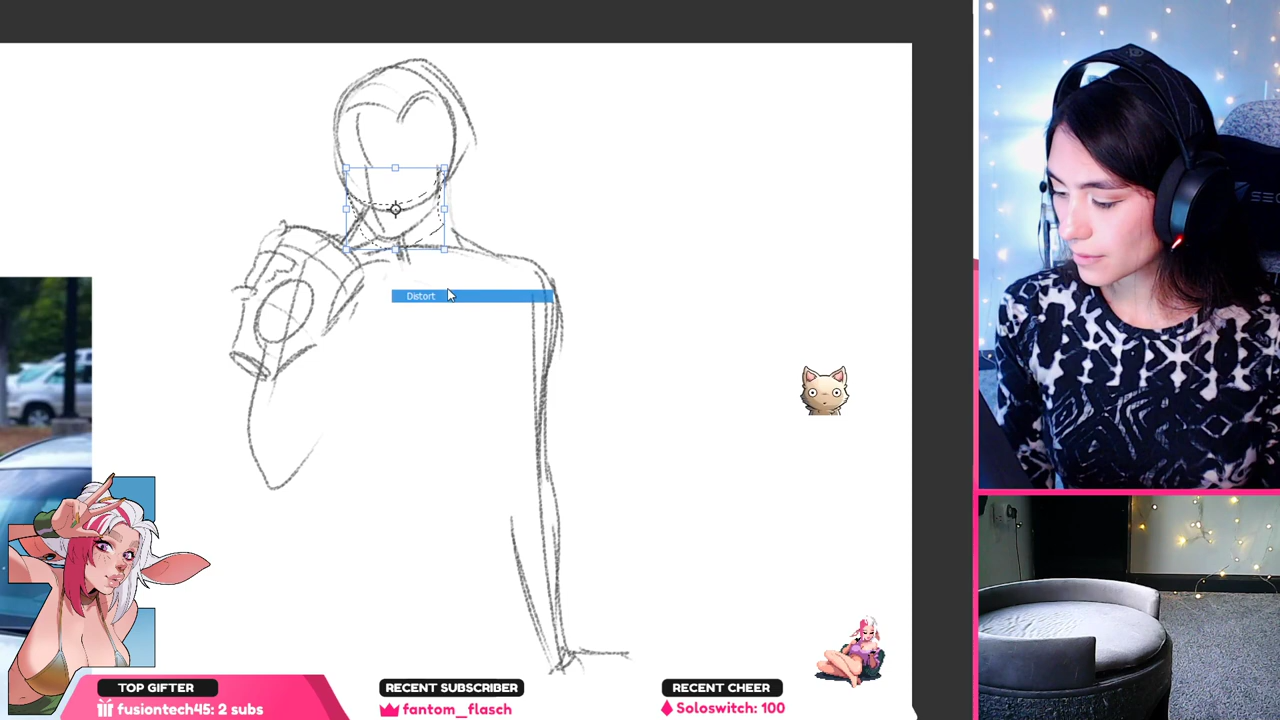 Distort
TOP GIFTER
fusiontech45: 2 subs
RECENT SUBSCRIBER
fantom_flasch
RECENT CHEER
Soloswitch: 100